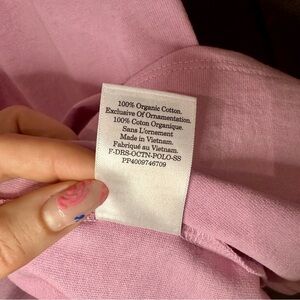 100% Organic Cotton.
Exclusive Of Ornamentation.
100% Coton Organique.
Sans L'ornement
Made in Vietnam.
Fabriqué au Vietnam.
F-DRS-OCTN-POLO-SS
PP4009746709